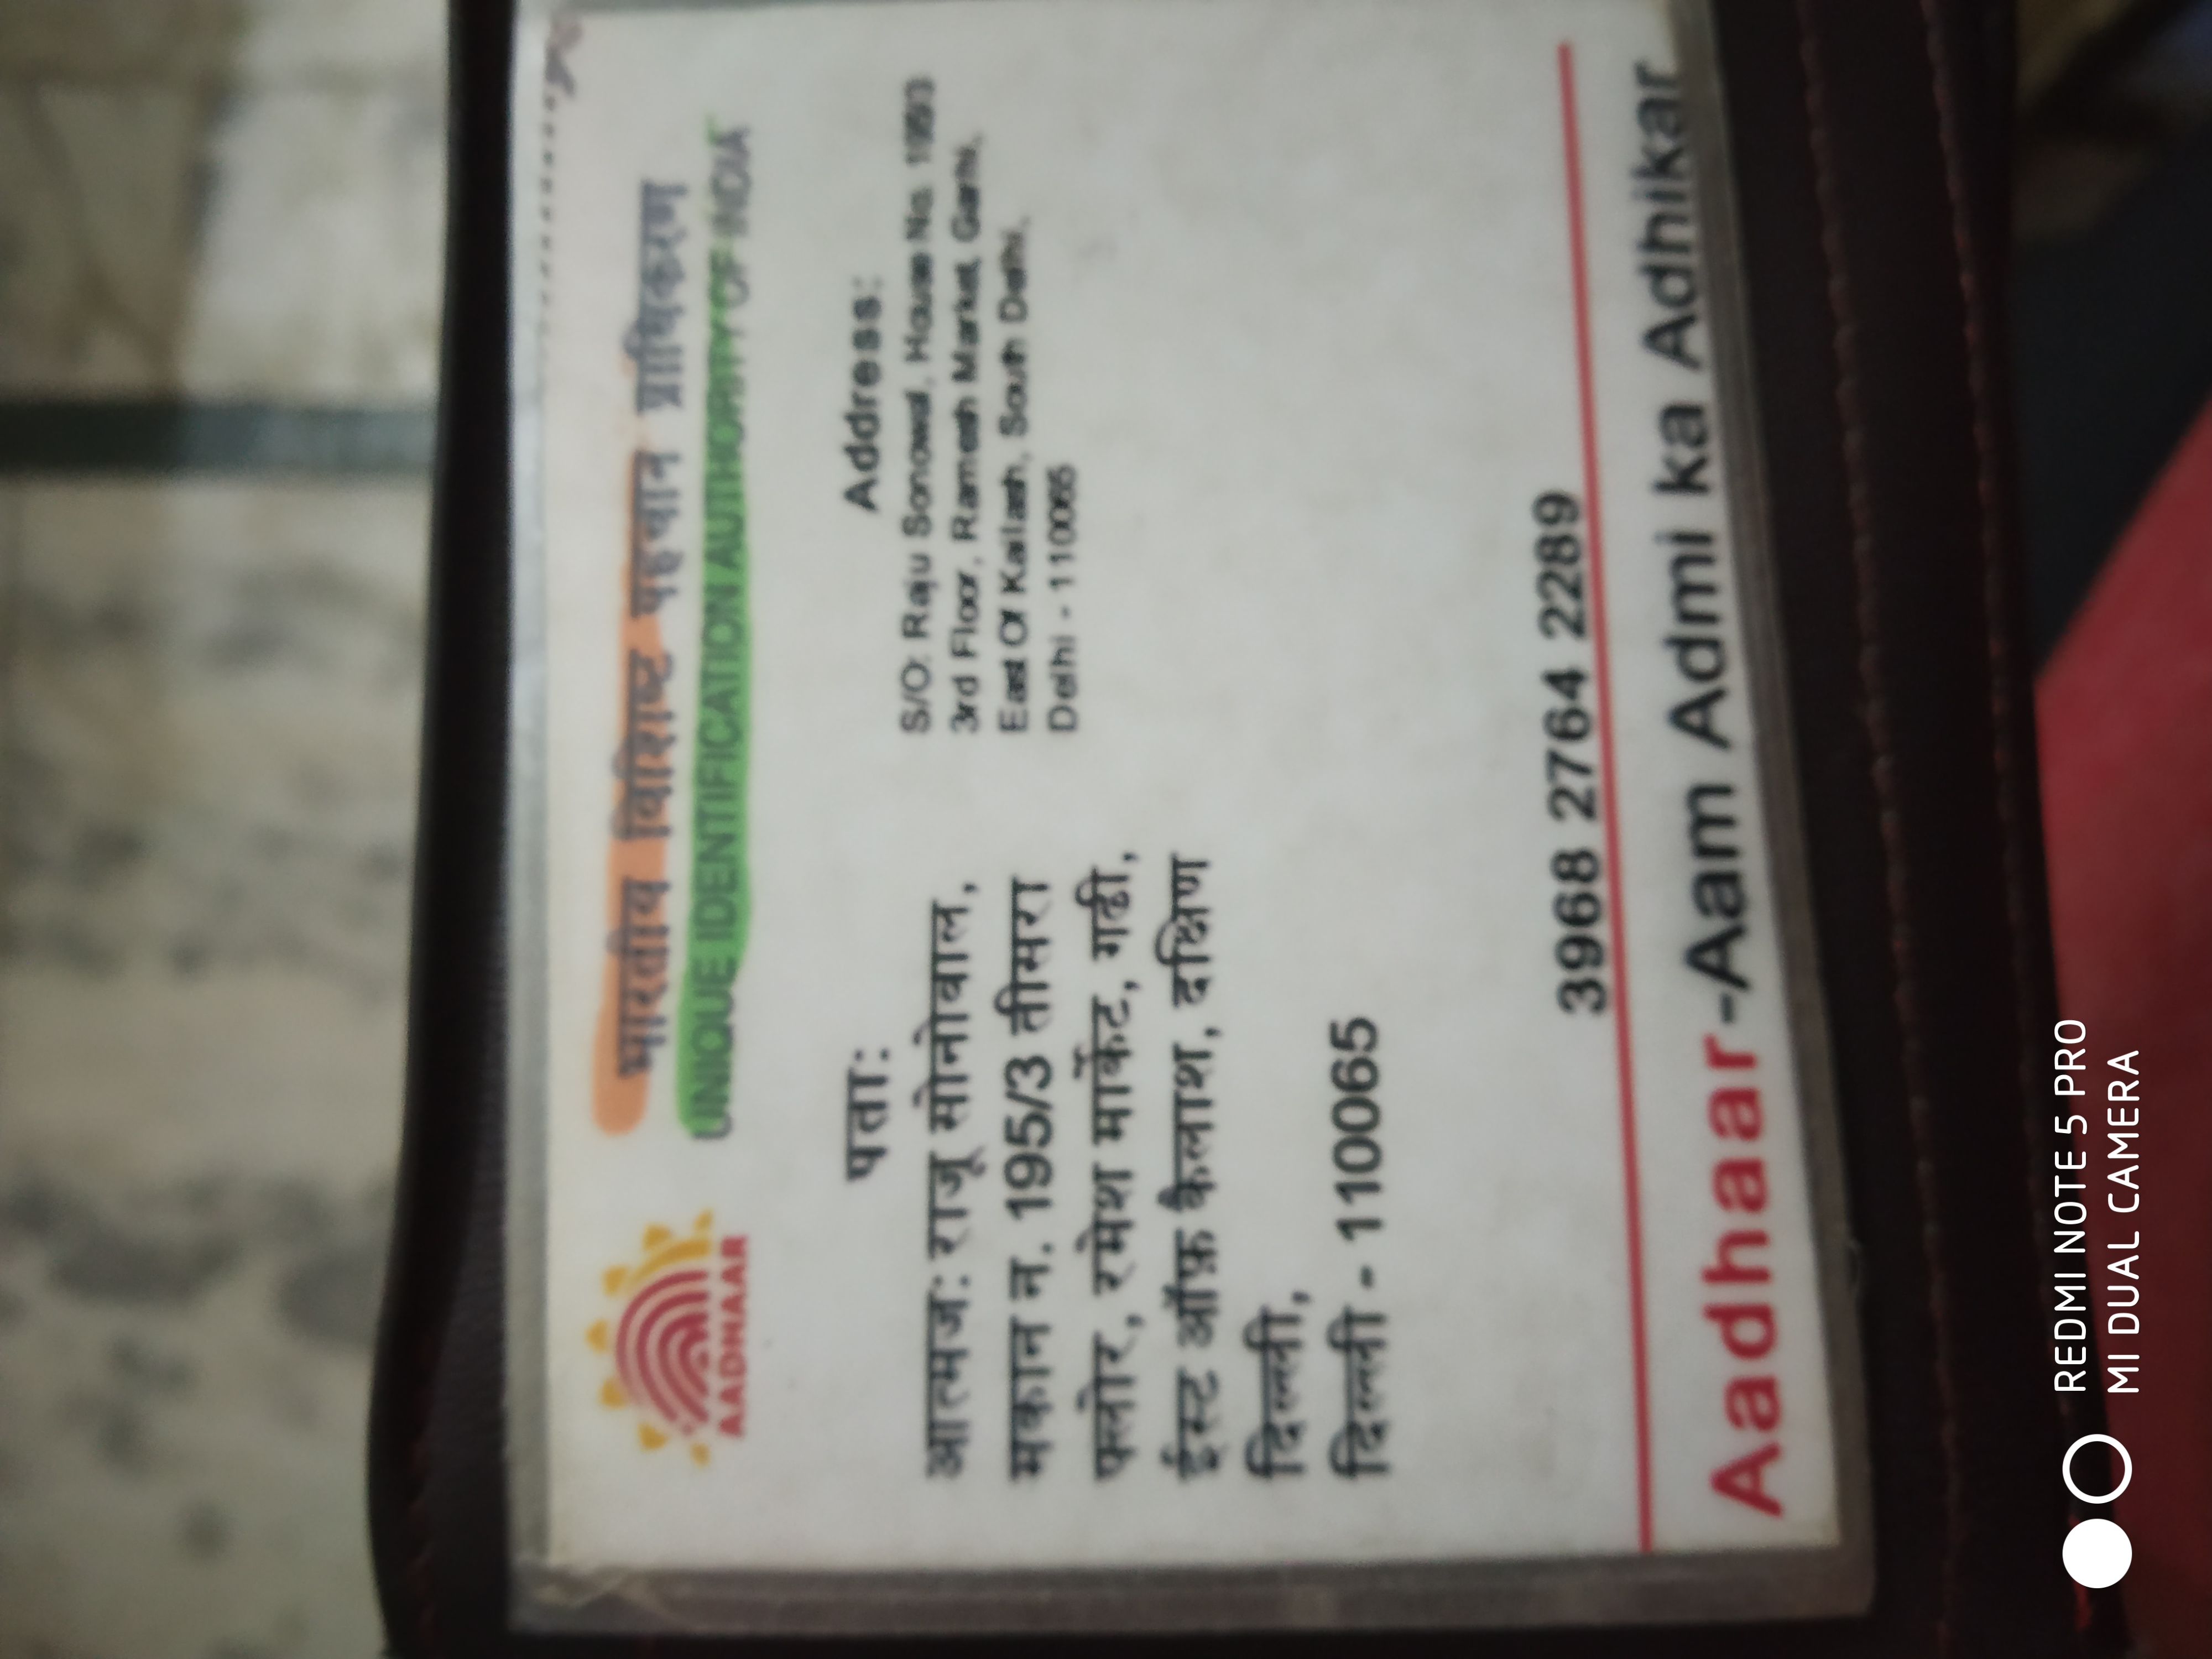 भारतीय विशिष्ट पहचान प्राधिकरण
UNIQUE IDENTIFICATION AUTHORITY OF INDIA
AADHAAR
पता:
आत्मज: राजू सोनोवाल,
मकान न. 195/3 तीसरा
फ्लोर, रमेश मार्केट, गढी,
ईस्ट ऑफ़ कैलाश, दक्षिण
दिल्ली,
दिल्ली - 110065
Address:
S/O: Raju Sonowal, House No. 195/3
3rd Floor, Ramesh Market, Garhi,
East Of Kailash, South Delhi,
Delhi - 110065
3968 2764 2289
Aadhaar-Aam Admi ka Adhikar
REDMI NOTE 5 PRO
MI DUAL CAMERA